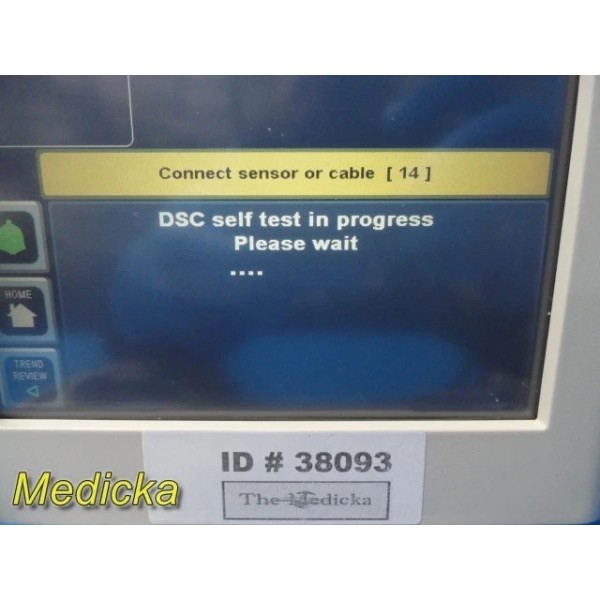 Connect sensor or cable [ 14 ]
DSC self test in progress
Please wait
....
HOME
TREND
REVIEW
ID # 38093
The Medicka
Medicka